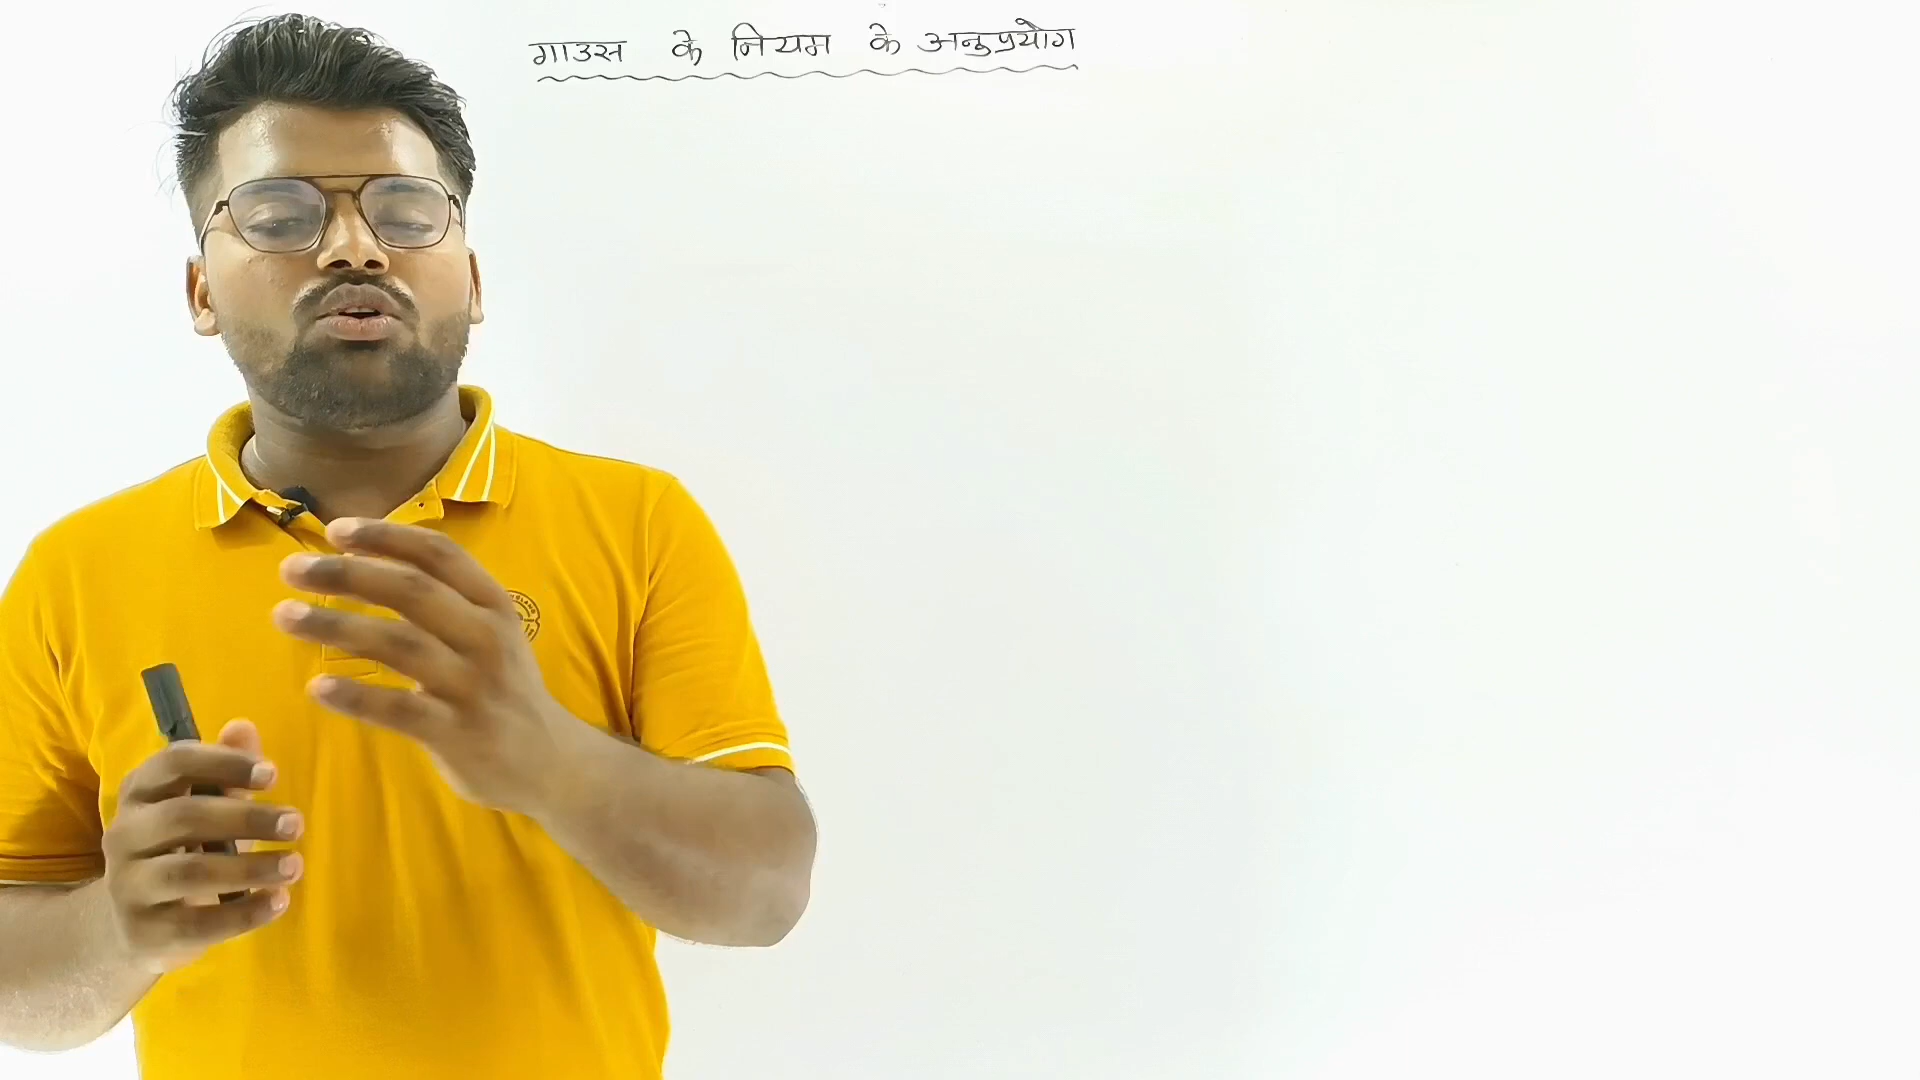 गाउस के नियम के अनुप्रयोग